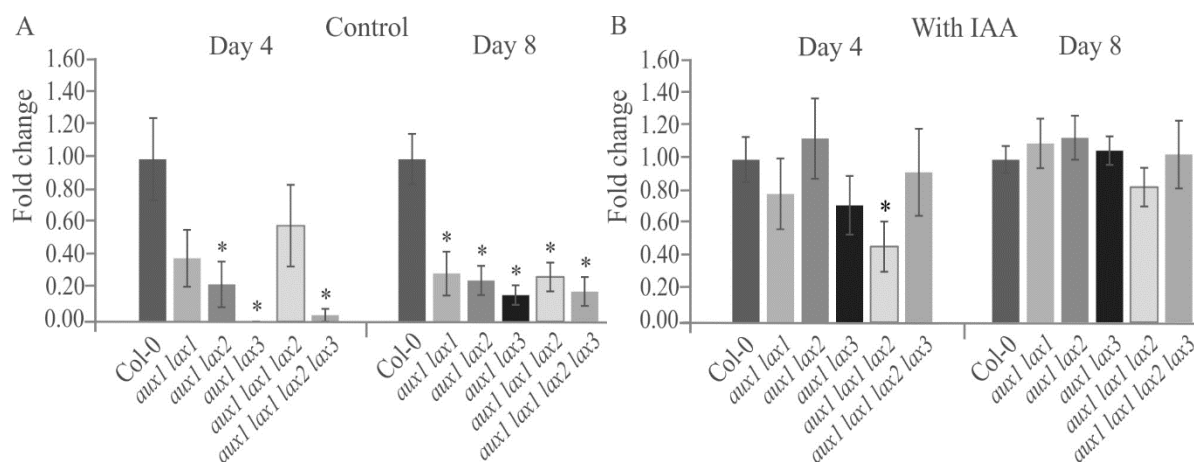 A
Control
Day 4
Day 8
Fold change
1.60
1.40
1.20
1.00
0.80
0.60
0.40
0.20
0.00
*
*
*
*
*
*
*
*
Col-0
aux1 lax1
aux1 lax2
aux1 lax3
aux1 lax1 lax2
aux1 lax1 lax2 lax3
Col-0
aux1 lax1
aux1 lax2
aux1 lax3
aux1 lax1 lax2
aux1 lax1 lax2 lax3
B
With IAA
Day 4
Day 8
Fold change
1.60
1.40
1.20
1.00
0.80
0.60
0.40
0.20
0.00
*
Col-0
aux1 lax1
aux1 lax2
aux1 lax3
aux1 lax1 lax2
aux1 lax1 lax2 lax3
Col-0
aux1 lax1
aux1 lax2
aux1 lax3
aux1 lax1 lax2
aux1 lax1 lax2 lax3